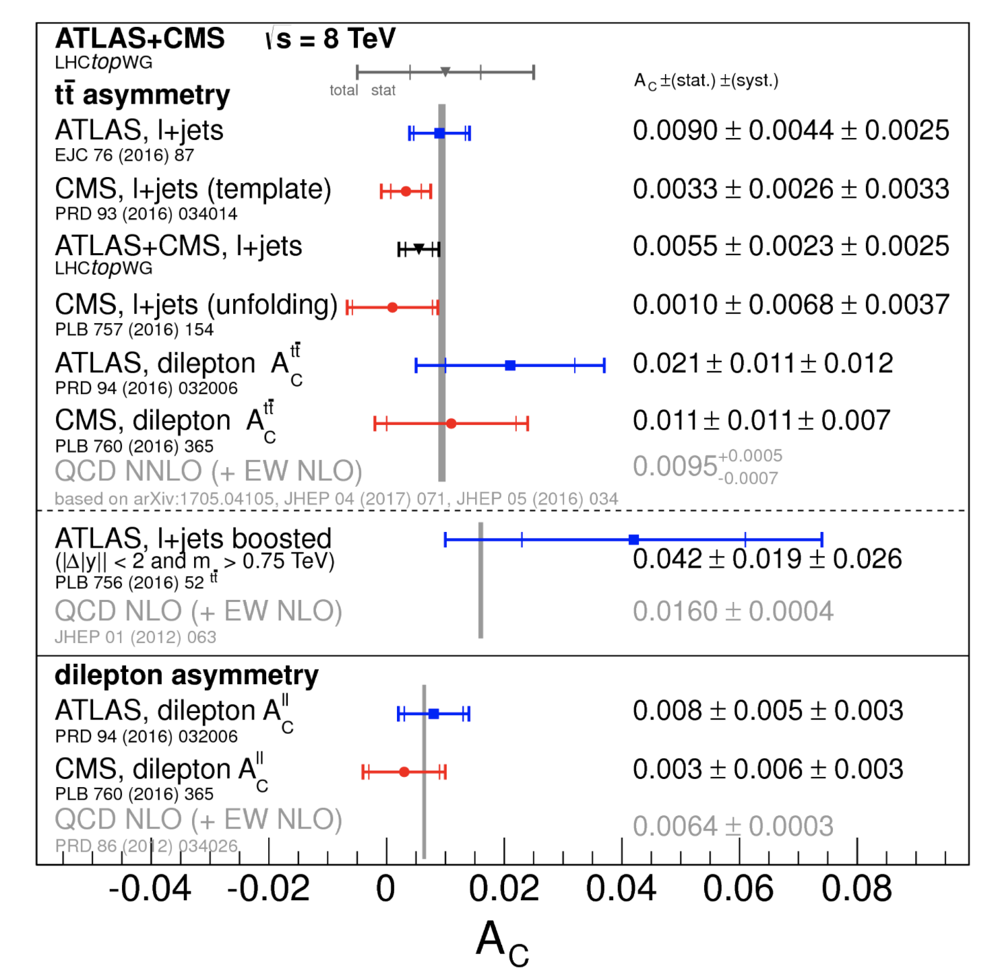 ATLAS+CMS √s = 8 TeV
LHCtopWG
total stat
A_C ±(stat.) ±(syst.)
tt̄ asymmetry
ATLAS, l+jets 0.0090 ± 0.0044 ± 0.0025
EJC 76 (2016) 87
CMS, l+jets (template) 0.0033 ± 0.0026 ± 0.0033
PRD 93 (2016) 034014
ATLAS+CMS, l+jets 0.0055 ± 0.0023 ± 0.0025
LHCtopWG
CMS, l+jets (unfolding) 0.0010 ± 0.0068 ± 0.0037
PLB 757 (2016) 154
ATLAS, dilepton A_C^tt̄ 0.021 ± 0.011 ± 0.012
PRD 94 (2016) 032006
CMS, dilepton A_C^tt̄ 0.011 ± 0.011 ± 0.007
PLB 760 (2016) 365
QCD NNLO (+ EW NLO) 0.0095 +0.0005 -0.0007
based on arXiv:1705.04105, JHEP 04 (2017) 071, JHEP 05 (2016) 034
ATLAS, l+jets boosted
(|Δ|y|| < 2 and m_tt̄ > 0.75 TeV) 0.042 ± 0.019 ± 0.026
PLB 756 (2016) 52
QCD NLO (+ EW NLO) 0.0160 ± 0.0004
JHEP 01 (2012) 063
dilepton asymmetry
ATLAS, dilepton A_C^ll 0.008 ± 0.005 ± 0.003
PRD 94 (2016) 032006
CMS, dilepton A_C^ll 0.003 ± 0.006 ± 0.003
PLB 760 (2016) 365
QCD NLO (+ EW NLO) 0.0064 ± 0.0003
PRD 86 (2012) 034026
-0.04 -0.02 0 0.02 0.04 0.06 0.08
A_C